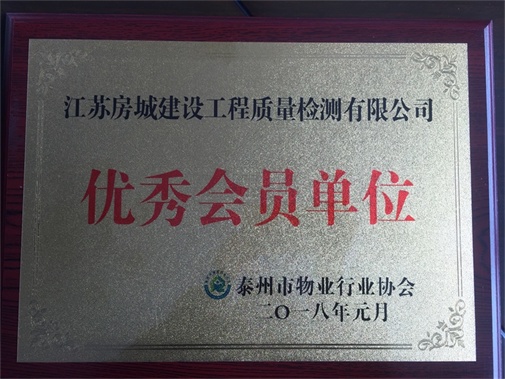 江苏房城建设工程质量检测有限公司
优秀会员单位
泰州市物业行业协会
二〇一八年元月